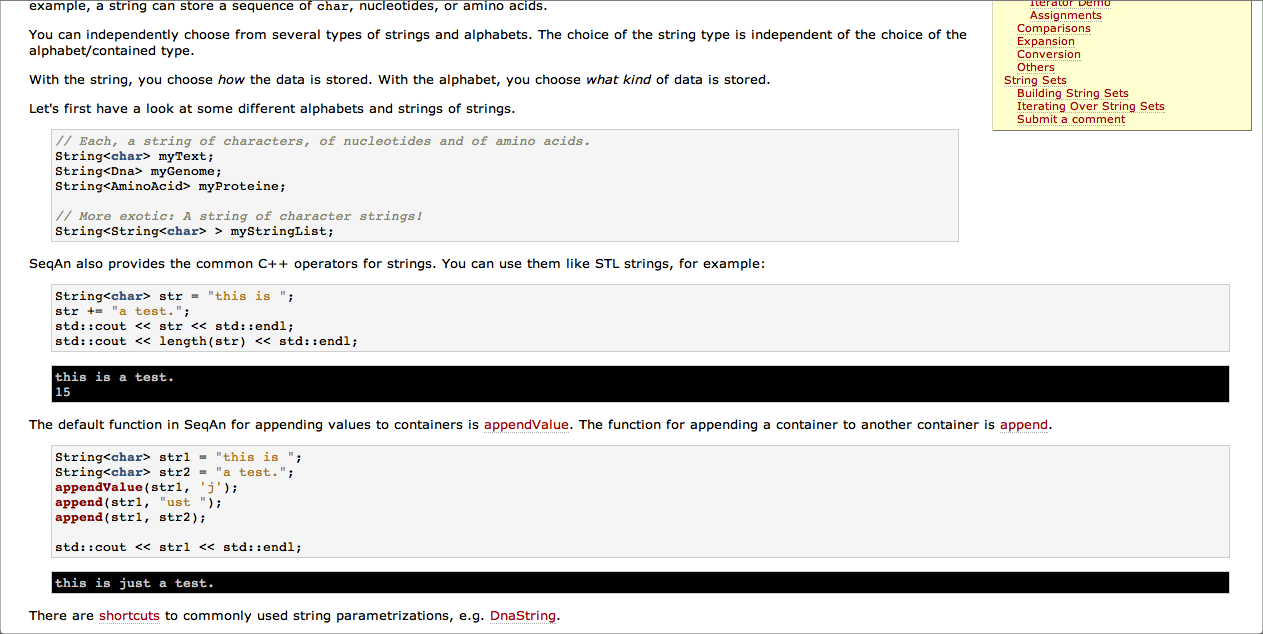 example, a string can store a sequence of char, nucleotides, or amino acids.
You can independently choose from several types of strings and alphabets. The choice of the string type is independent of the choice of the
alphabet/contained type.
With the string, you choose how the data is stored. With the alphabet, you choose what kind of data is stored.
Let's first have a look at some different alphabets and strings of strings.
// Each, a string of characters, of nucleotides and of amino acids.
String<char> myText;
String<Dna> myGenome;
String<AminoAcid> myProteine;
// More exotic: A string of character strings!
String<String<char> > myStringList;
Iterator Demo
Assignments
Comparisons
Expansion
Conversion
Others
String Sets
Building String Sets
Iterating Over String Sets
Submit a comment
SeqAn also provides the common C++ operators for strings. You can use them like STL strings, for example:
String<char> str = "this is ";
str += "a test.";
std::cout << str << std::endl;
std::cout << length(str) << std::endl;
this is a test.
15
The default function in SeqAn for appending values to containers is appendValue. The function for appending a container to another container is append.
String<char> str1 = "this is ";
String<char> str2 = "a test.";
appendValue(str1, 'j');
append(str1, "ust ");
append(str1, str2);
std::cout << str1 << std::endl;
this is just a test.
There are shortcuts to commonly used string parametrizations, e.g. DnaString.